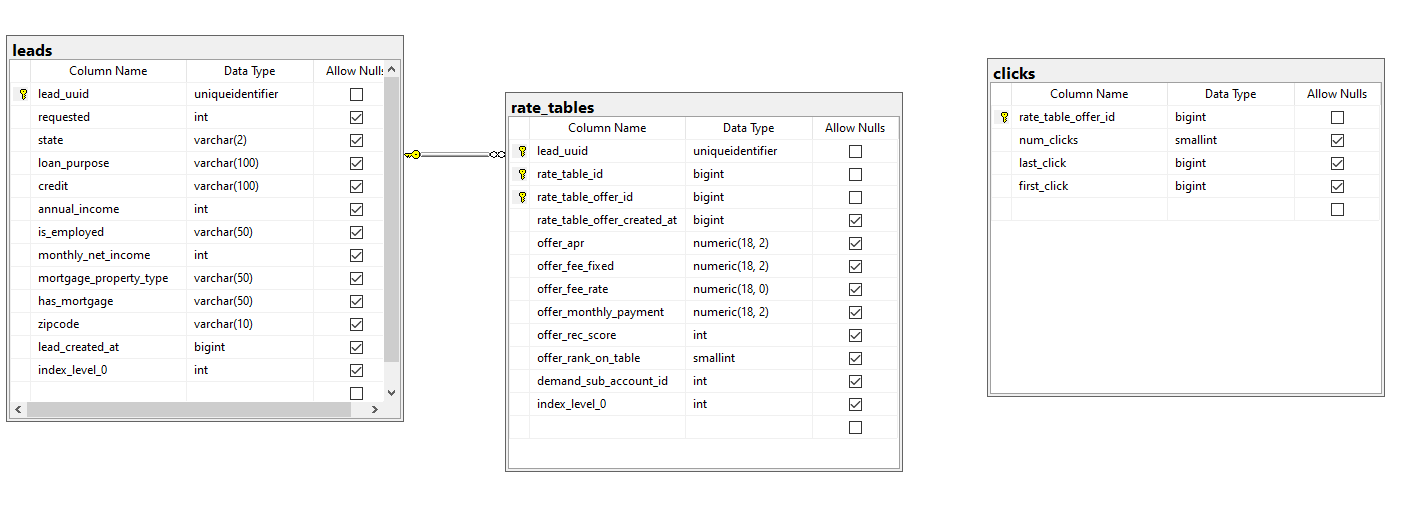 leads
Column Name Data Type Allow Nulls
lead_uuid uniqueidentifier
requested int
state varchar(2)
loan_purpose varchar(100)
credit varchar(100)
annual_income int
is_employed varchar(50)
monthly_net_income int
mortgage_property_type varchar(50)
has_mortgage varchar(50)
zipcode varchar(10)
lead_created_at bigint
index_level_0 int
rate_tables
Column Name Data Type Allow Nulls
lead_uuid uniqueidentifier
rate_table_id bigint
rate_table_offer_id bigint
rate_table_offer_created_at bigint
offer_apr numeric(18, 2)
offer_fee_fixed numeric(18, 2)
offer_fee_rate numeric(18, 0)
offer_monthly_payment numeric(18, 2)
offer_rec_score int
offer_rank_on_table smallint
demand_sub_account_id int
index_level_0 int
clicks
Column Name Data Type Allow Nulls
rate_table_offer_id bigint
num_clicks smallint
last_click bigint
first_click bigint